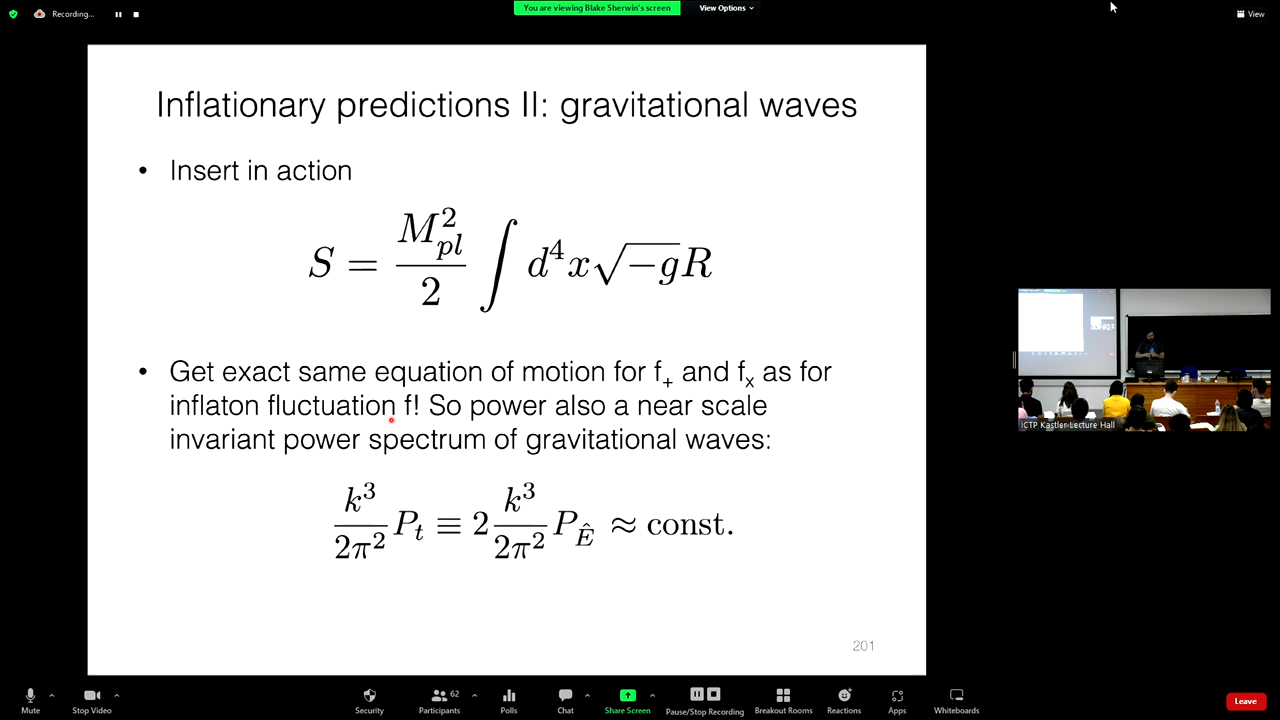 Recording...
You are viewing Blake Sherwin's screen
View Options
View
Inflationary predictions II: gravitational waves
• Insert in action
S = \frac{M_{pl}^2}{2} \int d^4x \sqrt{-g} R
• Get exact same equation of motion for f₊ and fₓ as for
inflaton fluctuation f! So power also a near scale
invariant power spectrum of gravitational waves:
\frac{k^3}{2\pi^2} P_t \equiv 2 \frac{k^3}{2\pi^2} P_{\hat{E}} \approx \text{const.}
201
ICTP Kastler Lecture Hall
Mute
Stop Video
Security
62
Participants
Polls
Chat
Share Screen
Pause/Stop Recording
Breakout Rooms
Reactions
Apps
Whiteboards
Leave